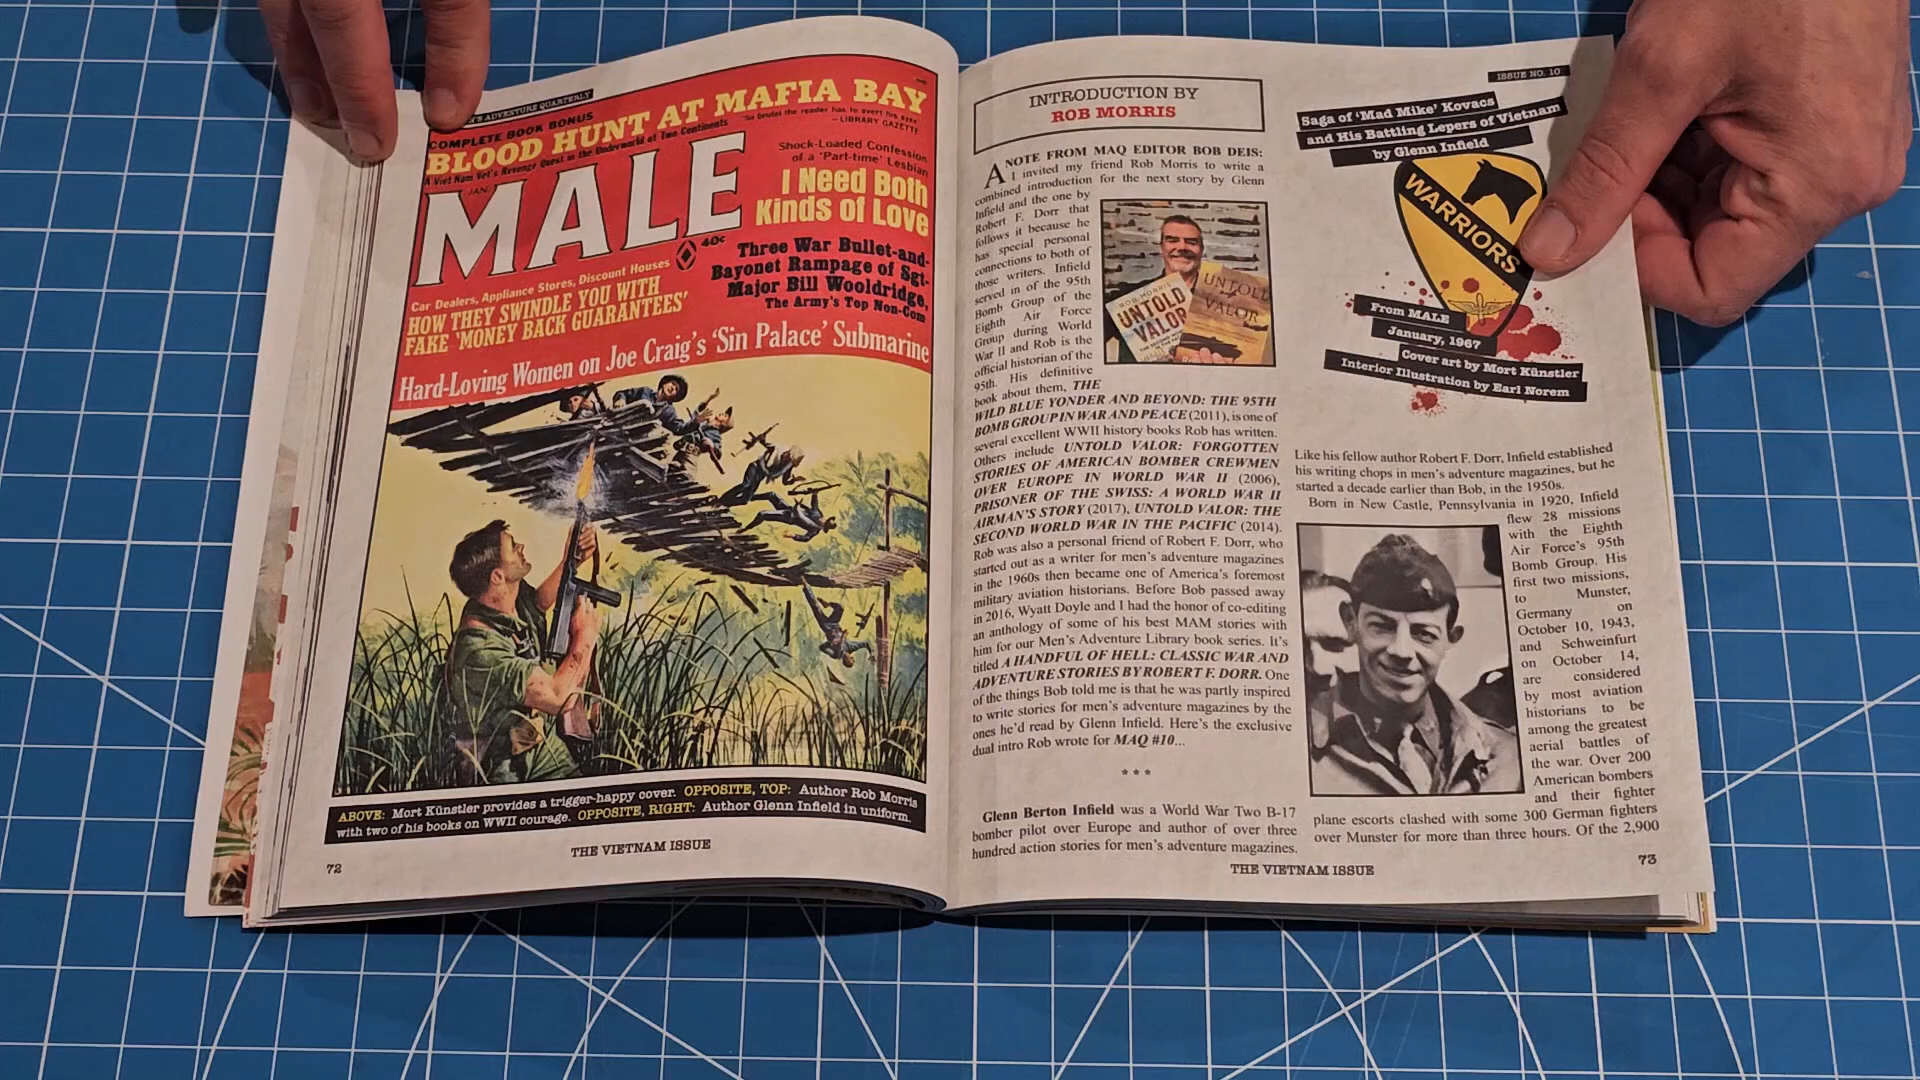 S ADVENTURE QUARTERLY
COMPLETE BOOK BONUS
BLOOD HUNT AT MAFIA BAY
A Viet Nam Vet's Revenge Quest in the Underworld of Two Continents
"So brutal the reader has to avert his eyes"
—LIBRARY GAZETTE
JAN.
MALE
40c
Shock-Loaded Confession
of a 'Part-time' Lesbian
I Need Both
Kinds of Love
Three War Bullet-and-
Bayonet Rampage of Sgt.
Major Bill Wooldridge,
The Army's Top Non-Com
Car Dealers, Appliance Stores, Discount Houses
HOW THEY SWINDLE YOU WITH
FAKE 'MONEY BACK GUARANTEES'
Hard-Loving Women on Joe Craig's 'Sin Palace' Submarine
ABOVE: Mort Künstler provides a trigger-happy cover. OPPOSITE, TOP: Author Rob Morris
with two of his books on WWII courage. OPPOSITE, RIGHT: Author Glenn Infield in uniform.
THE VIETNAM ISSUE
72
INTRODUCTION BY
ROB MORRIS
A NOTE FROM MAQ EDITOR BOB DEIS:
I invited my friend Rob Morris to write a
combined introduction for the next story by Glenn
Infield and the one by
Robert F. Dorr that
follows it because he
has special personal
connections to both of
those writers. Infield
served in of the 95th
Bomb Group of the
Eighth Air Force
Group during World
War II and Rob is the
official historian of the
95th. His definitive
book about them, THE
WILD BLUE YONDER AND BEYOND: THE 95TH
BOMB GROUP IN WAR AND PEACE (2011), is one of
several excellent WWII history books Rob has written.
Others include UNTOLD VALOR: FORGOTTEN
STORIES OF AMERICAN BOMBER CREWMEN
OVER EUROPE IN WORLD WAR II (2006),
PRISONER OF THE SWISS: A WORLD WAR II
AIRMAN'S STORY (2017), UNTOLD VALOR: THE
SECOND WORLD WAR IN THE PACIFIC (2014).
Rob was also a personal friend of Robert F. Dorr, who
started out as a writer for men's adventure magazines
in the 1960s then became one of America's foremost
military aviation historians. Before Bob passed away
in 2016, Wyatt Doyle and I had the honor of co-editing
an anthology of some of his best MAM stories with
him for our Men's Adventure Library book series. It's
titled A HANDFUL OF HELL: CLASSIC WAR AND
ADVENTURE STORIES BY ROBERT F. DORR. One
of the things Bob told me is that he was partly inspired
to write stories for men's adventure magazines by the
ones he'd read by Glenn Infield. Here's the exclusive
dual intro Rob wrote for MAQ #10...
* * *
Glenn Berton Infield was a World War Two B-17
bomber pilot over Europe and author of over three
hundred action stories for men's adventure magazines.
ROB MORRIS
UNTOLD
VALOR
UNTOLD
VALOR
ISSUE NO. 10
Saga of 'Mad Mike' Kovacs
and His Battling Lepers of Vietnam
by Glenn Infield
WARRIORS
From MALE
January, 1967
Cover art by Mort Künstler
Interior Illustration by Earl Norem
Like his fellow author Robert F. Dorr, Infield established
his writing chops in men's adventure magazines, but he
started a decade earlier than Bob, in the 1950s.
Born in New Castle, Pennsylvania in 1920, Infield
flew 28 missions
with the Eighth
Air Force's 95th
Bomb Group. His
first two missions,
to Munster,
Germany on
October 10, 1943,
and Schweinfurt
on October 14,
are considered
by most aviation
historians to be
among the greatest
aerial battles of
the war. Over 200
American bombers
and their fighter
plane escorts clashed with some 300 German fighters
over Munster for more than three hours. Of the 2,900
THE VIETNAM ISSUE
73